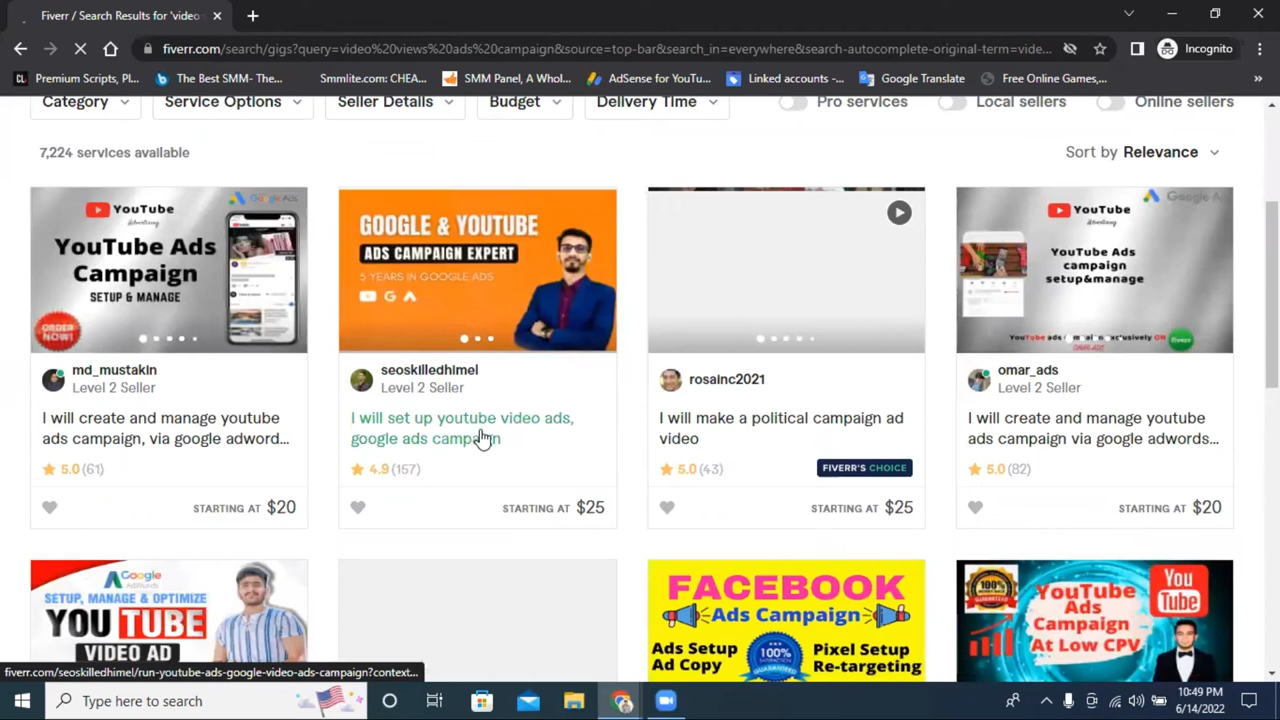 Fiverr / Search Results for 'video
fiverr.com/search/gigs?query=video%20views%20ads%20campaign&source=top-bar&search_in=everywhere&search-autocomplete-original-term=vide...
Incognito
Premium Scripts, Pl...
The Best SMM- The...
Smmlite.com: CHEA...
SMM Panel, A Whol...
AdSense for YouTu...
Linked accounts -...
Google Translate
Free Online Games,...
Category
Service Options
Seller Details
Budget
Delivery Time
Pro services
Local sellers
Online sellers
7,224 services available
Sort by Relevance
YouTube
Advertising
Google Ads
YouTube Ads
Campaign
SETUP & MANAGE
ORDER
NOW!
md_mustakin
Level 2 Seller
I will create and manage youtube
ads campaign, via google adword...
5.0 (61)
STARTING AT $20
GOOGLE & YOUTUBE
ADS CAMPAIGN EXPERT
5 YEARS IN GOOGLE ADS
seoskilledhimel
Level 2 Seller
I will set up youtube video ads,
google ads campaign
4.9 (157)
STARTING AT $25
rosainc2021
I will make a political campaign ad
video
5.0 (43)
FIVERR'S CHOICE
STARTING AT $25
YouTube
Advertising
Google A
YouTube Ads
campaign
setup&manage
omar_ads
Level 2 Seller
I will create and manage youtube
ads campaign via google adwords...
5.0 (82)
STARTING AT $20
Google
AdWords
SETUP, MANAGE & OPTIMIZE
YOU TUBE
VIDEO AD
FACEBOOK
Ads Campaign
Ads Setup
Ad Copy
Pixel Setup
Re-targeting
100%
YouTube
Ads
Campaign
At Low CPV
You
Tube
fiverr.com/seoskilledhimel/run-youtube-ads-google-video-ads-campaign?context...
Type here to search
10:49 PM
6/14/2022